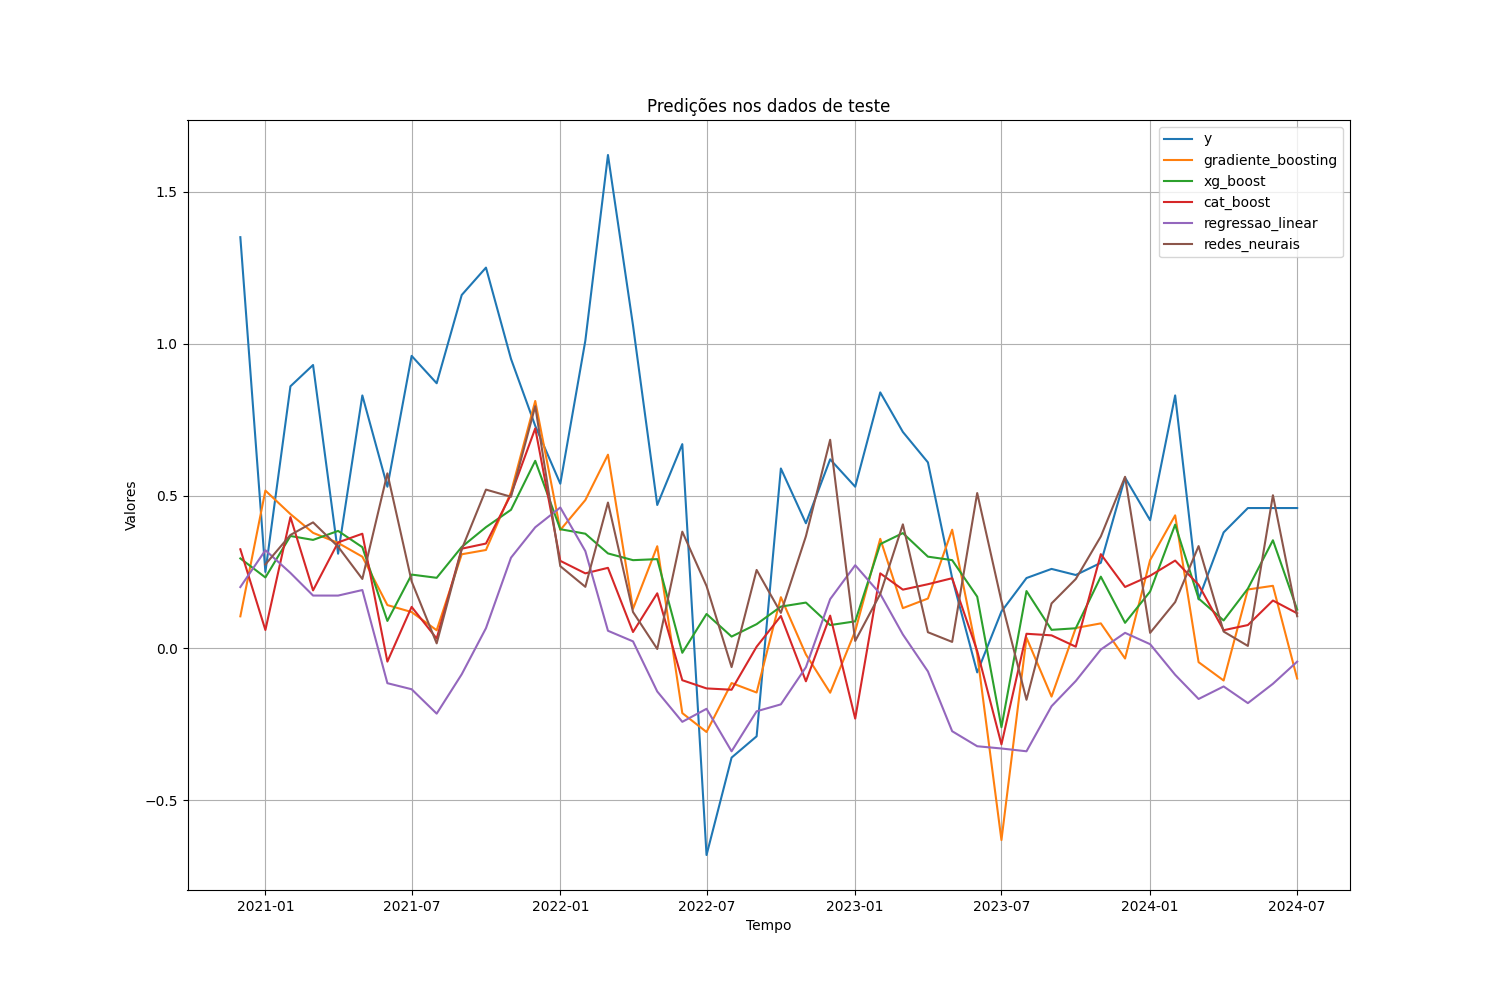 Predições nos dados de teste
y
gradiente_boosting
xg_boost
cat_boost
regressao_linear
redes_neurais
Valores
1.5
1.0
0.5
0.0
−0.5
2021-01 2021-07 2022-01 2022-07 2023-01 2023-07 2024-01 2024-07
Tempo